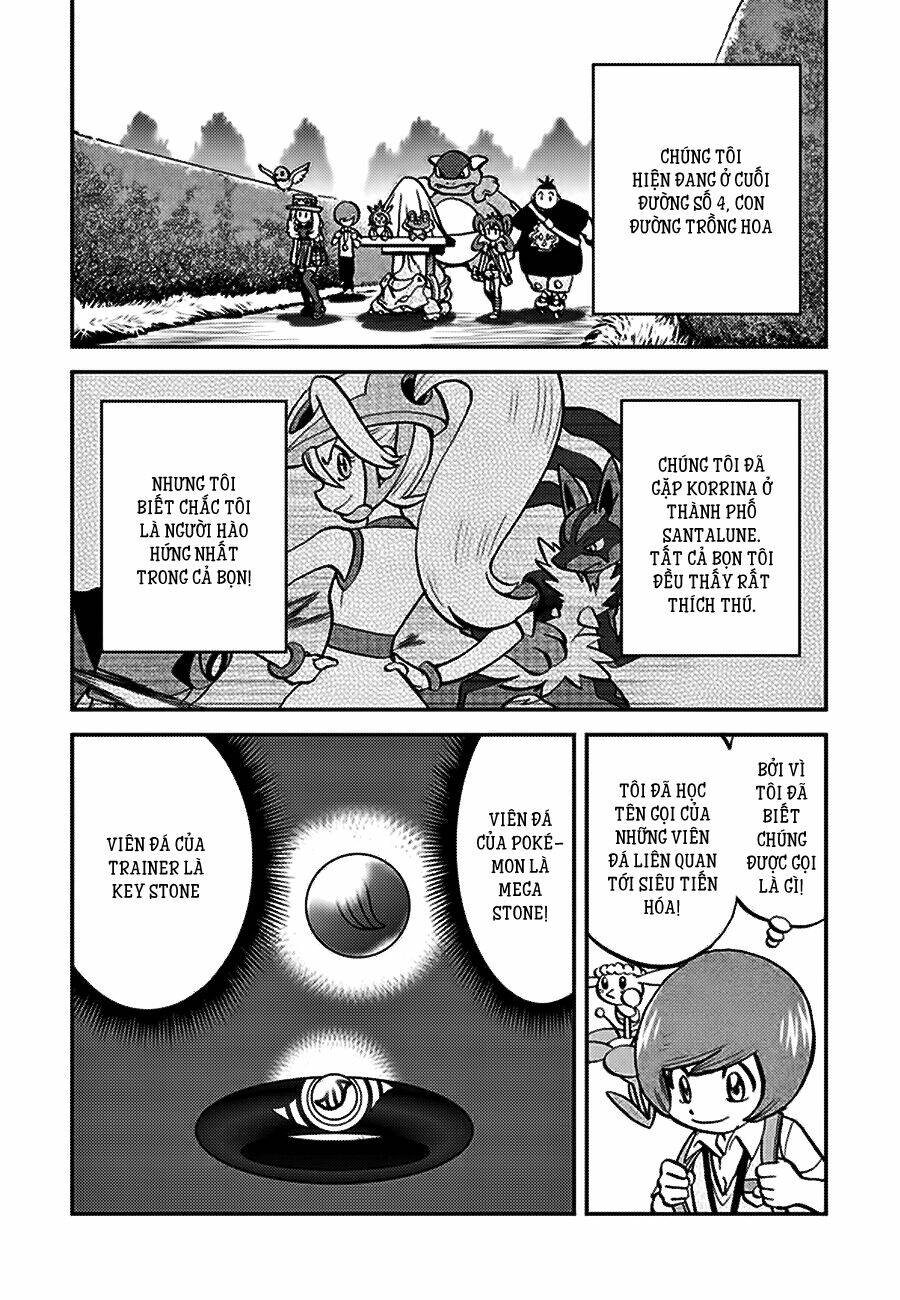 CHÚNG TÔI
HIỆN ĐANG Ở CUỐI
ĐƯỜNG SỐ 4, CON
ĐƯỜNG TRỒNG HOA
CHÚNG TÔI ĐÃ
GẶP KORRINA Ở
THÀNH PHỐ
SANTALUNE.
TẤT CẢ BỌN TÔI
ĐỀU THẤY RẤT
THÍCH THÚ.
NHƯNG TÔI
BIẾT CHẮC TÔI
LÀ NGƯỜI HÀO
HỨNG NHẤT
TRONG CẢ BỌN!
BỞI VÌ
TÔI ĐÃ
BIẾT
CHÚNG
ĐƯỢC GỌI
LÀ GÌ!
TÔI ĐÃ HỌC
TÊN GỌI CỦA
NHỮNG VIÊN
ĐÁ LIÊN QUAN
TỚI SIÊU TIẾN
HÓA!
VIÊN ĐÁ
CỦA POKÉ-
MON LÀ
MEGA
STONE!
VIÊN ĐÁ CỦA
TRAINER LÀ
KEY STONE